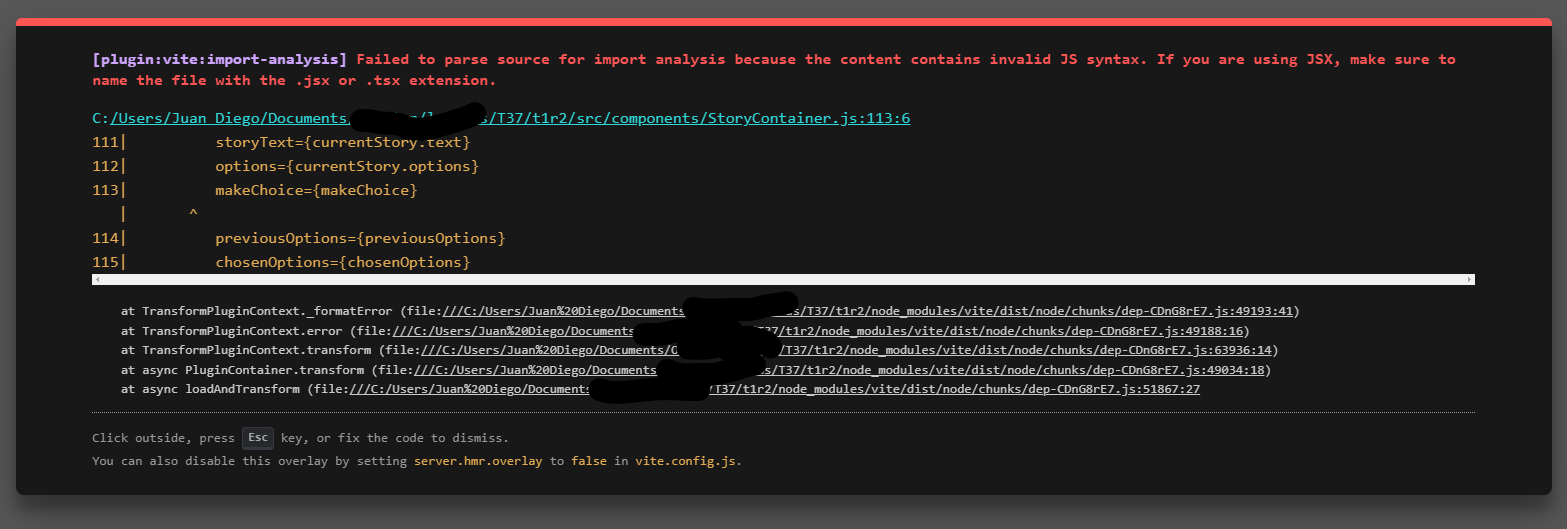 [plugin:vite:import-analysis] Failed to parse source for import analysis because the content contains invalid JS syntax. If you are using JSX, make sure to
name the file with the .jsx or .tsx extension.
C:/Users/Juan Diego/Documents/ /T37/t1r2/src/components/StoryContainer.js:113:6
111|          storyText={currentStory.text}
112|          options={currentStory.options}
113|          makeChoice={makeChoice}
   |       ^
114|          previousOptions={previousOptions}
115|          chosenOptions={chosenOptions}
at TransformPluginContext._formatError (file:///C:/Users/Juan%20Diego/Documents /T37/t1r2/node_modules/vite/dist/node/chunks/dep-CDnG8rE7.js:49193:41)
at TransformPluginContext.error (file:///C:/Users/Juan%20Diego/Documents T37/t1r2/node_modules/vite/dist/node/chunks/dep-CDnG8rE7.js:49188:16)
at TransformPluginContext.transform (file:///C:/Users/Juan%20Diego/Documents/ /T37/t1r2/node_modules/vite/dist/node/chunks/dep-CDnG8rE7.js:63936:14)
at async PluginContainer.transform (file:///C:/Users/Juan%20Diego/Documents /T37/t1r2/node_modules/vite/dist/node/chunks/dep-CDnG8rE7.js:49034:18)
at async loadAndTransform (file:///C:/Users/Juan%20Diego/Documents /T37/t1r2/node_modules/vite/dist/node/chunks/dep-CDnG8rE7.js:51867:27
Click outside, press Esc key, or fix the code to dismiss.
You can also disable this overlay by setting server.hmr.overlay to false in vite.config.js.